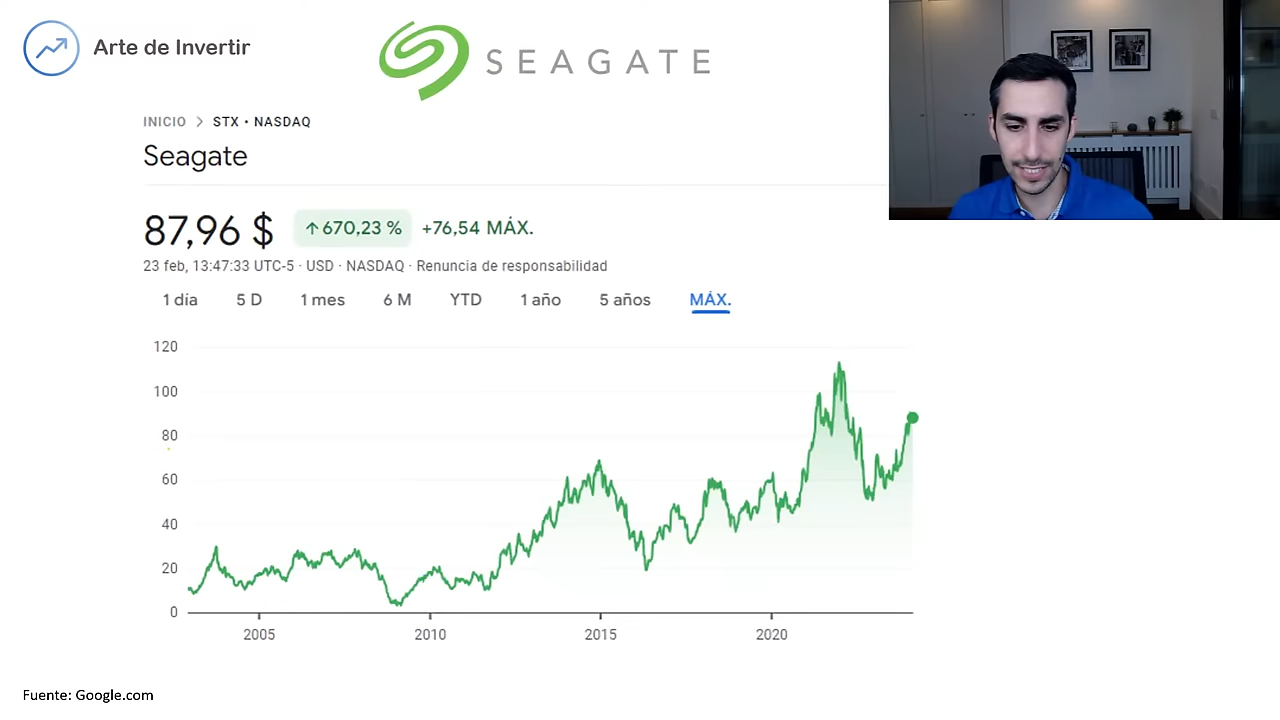 Arte de Invertir
SEAGATE
INICIO > STX • NASDAQ
Seagate
87,96 $ ↑ 670,23 % +76,54 MÁX.
23 feb, 13:47:33 UTC-5 · USD · NASDAQ · Renuncia de responsabilidad
1 día 5 D 1 mes 6 M YTD 1 año 5 años MÁX.
120
100
80
60
40
20
0
2005 2010 2015 2020
Fuente: Google.com